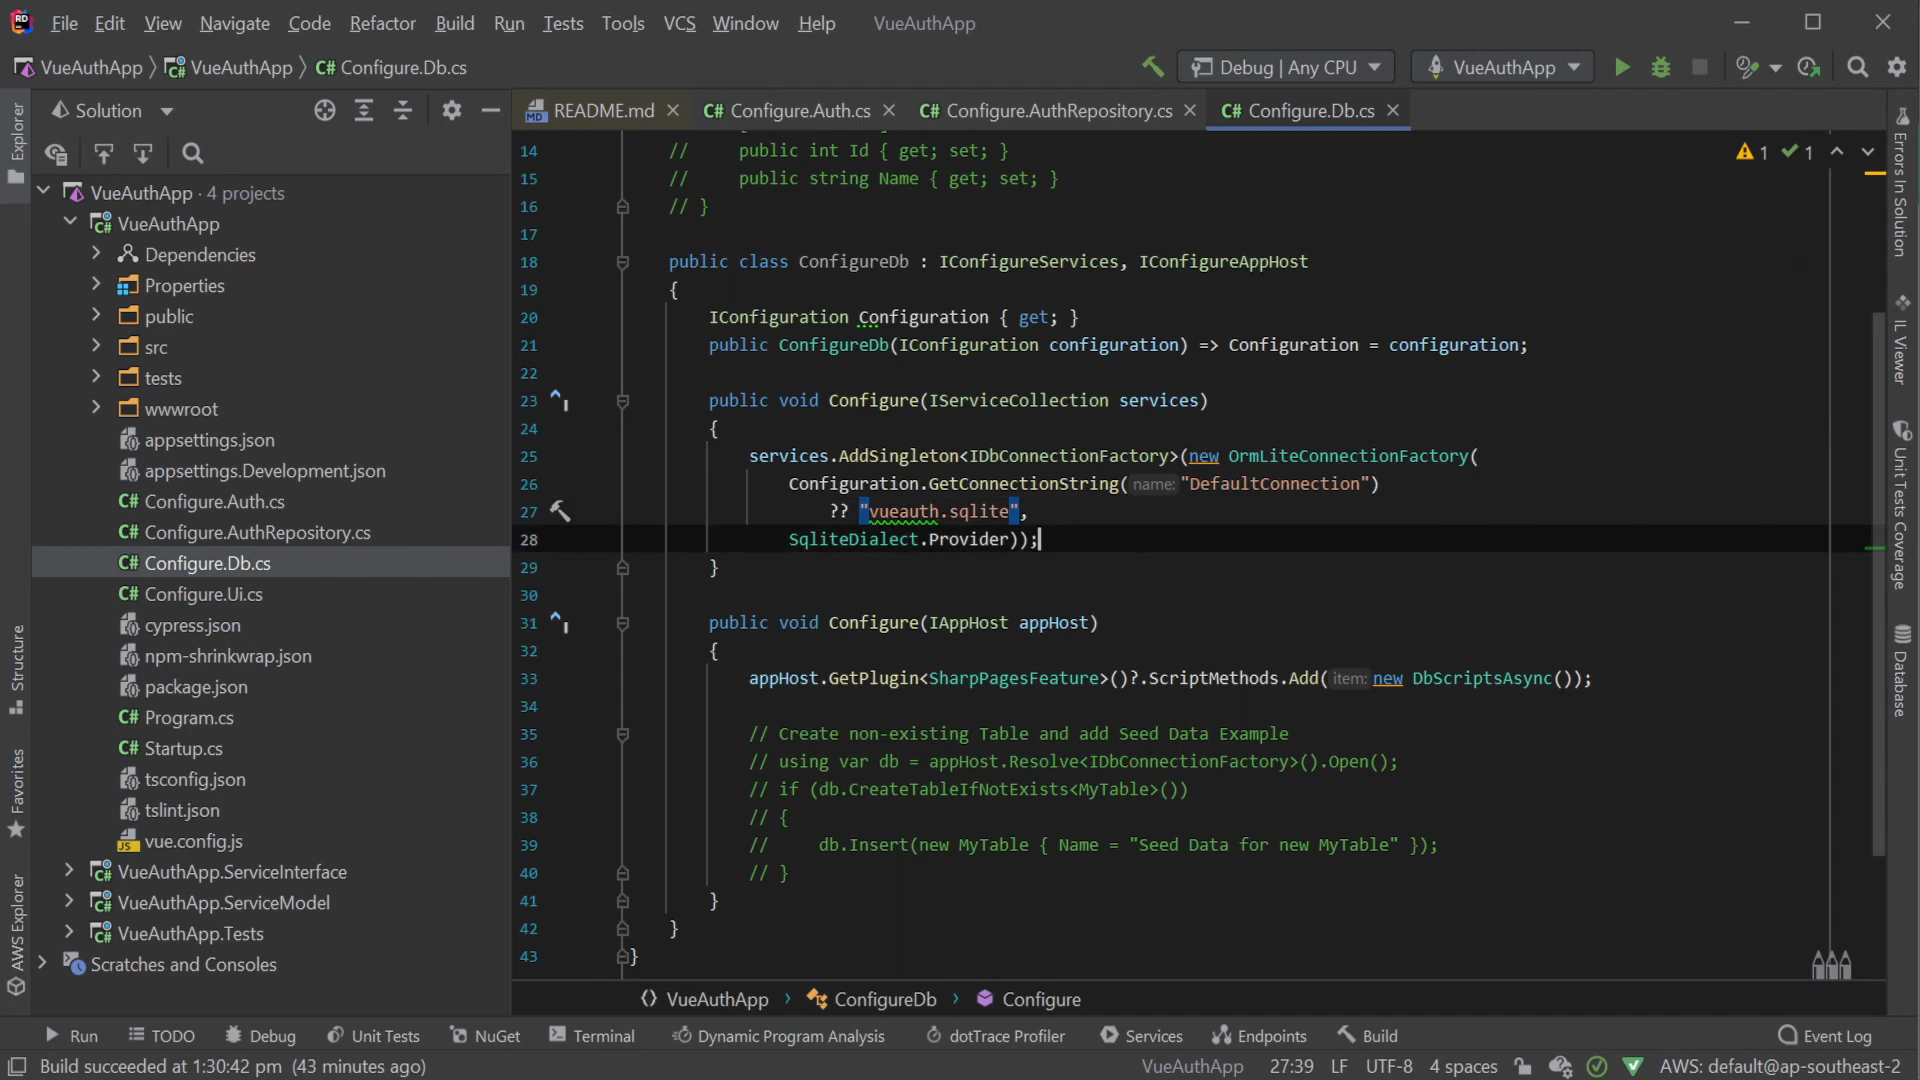 RD File Edit View Navigate Code Refactor Build Run Tests Tools VCS Window Help VueAuthApp
VueAuthApp VueAuthApp C# Configure.Db.cs Debug | Any CPU VueAuthApp
Solution
README.md C# Configure.Auth.cs C# Configure.AuthRepository.cs C# Configure.Db.cs
Explorer
Structure
Favorites
AWS Explorer
VueAuthApp · 4 projects
VueAuthApp
Dependencies
Properties
public
src
tests
wwwroot
appsettings.json
appsettings.Development.json
C# Configure.Auth.cs
C# Configure.AuthRepository.cs
C# Configure.Db.cs
C# Configure.Ui.cs
cypress.json
npm-shrinkwrap.json
package.json
C# Program.cs
C# Startup.cs
tsconfig.json
tslint.json
JS vue.config.js
VueAuthApp.ServiceInterface
VueAuthApp.ServiceModel
VueAuthApp.Tests
Scratches and Consoles
1 1
14 // public int Id { get; set; }
15 // public string Name { get; set; }
16 // }
17
18 public class ConfigureDb : IConfigureServices, IConfigureAppHost
19 {
20 IConfiguration Configuration { get; }
21 public ConfigureDb(IConfiguration configuration) => Configuration = configuration;
22
23 public void Configure(IServiceCollection services)
24 {
25 services.AddSingleton<IDbConnectionFactory>(new OrmLiteConnectionFactory(
26 Configuration.GetConnectionString( name: "DefaultConnection")
27 ?? "vueauth.sqlite",
28 SqliteDialect.Provider));
29 }
30
31 public void Configure(IAppHost appHost)
32 {
33 appHost.GetPlugin<SharpPagesFeature>()?.ScriptMethods.Add( item: new DbScriptsAsync());
34
35 // Create non-existing Table and add Seed Data Example
36 // using var db = appHost.Resolve<IDbConnectionFactory>().Open();
37 // if (db.CreateTableIfNotExists<MyTable>())
38 // {
39 // db.Insert(new MyTable { Name = "Seed Data for new MyTable" });
40 // }
41 }
42 }
43 }
Errors In Solution
IL Viewer
Unit Tests Coverage
Database
VueAuthApp ConfigureDb Configure
Run TODO Debug Unit Tests NuGet Terminal Dynamic Program Analysis dotTrace Profiler Services Endpoints Build Event Log
Build succeeded at 1:30:42 pm (43 minutes ago) VueAuthApp 27:39 LF UTF-8 4 spaces AWS: default@ap-southeast-2